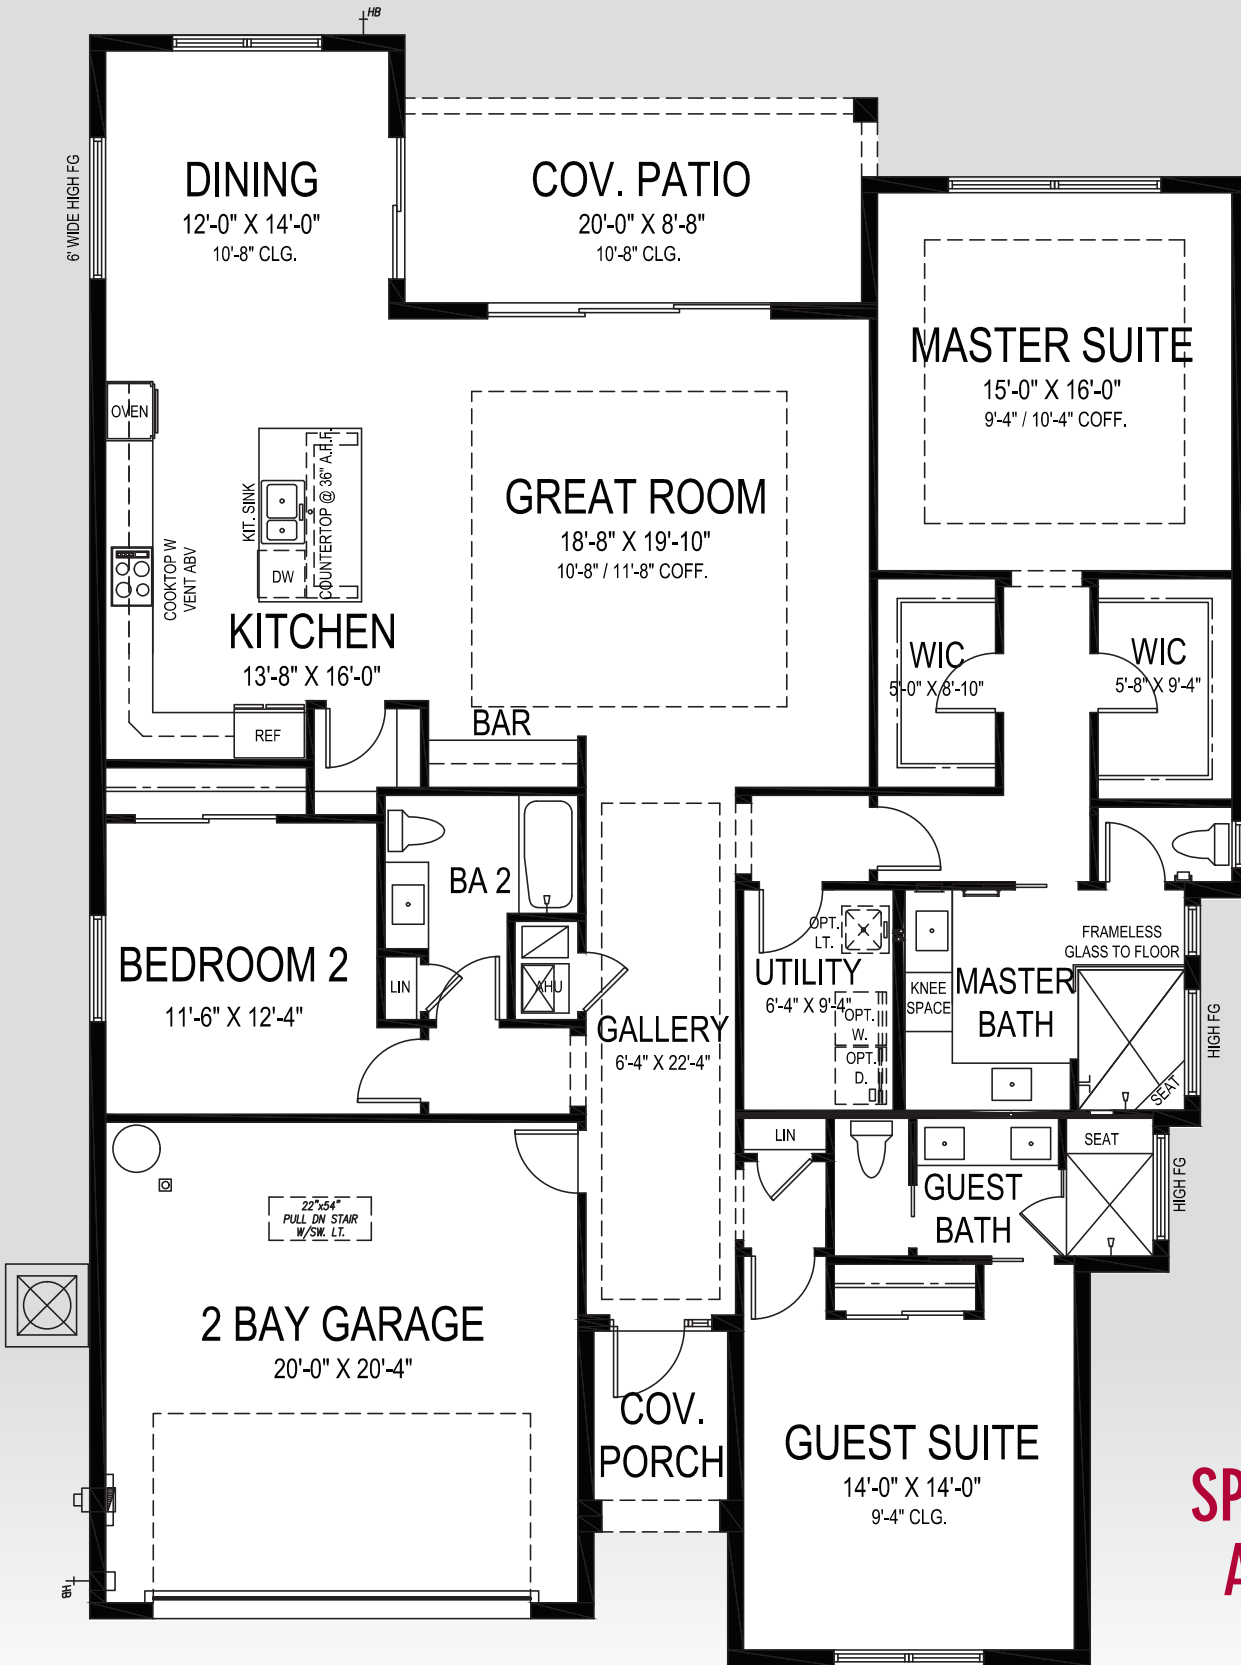 HB
DINING
12'-0" X 14'-0"
10'-8" CLG.
6' WIDE HIGH FG
COV. PATIO
20'-0" X 8'-8"
10'-8" CLG.
MASTER SUITE
15'-0" X 16'-0"
9'-4" / 10'-4" COFF.
OVEN
KIT. SINK
COUNTERTOP @ 36" A.F.F.
DW
COOKTOP W
VENT ABV
GREAT ROOM
18'-8" X 19'-10"
10'-8" / 11'-8" COFF.
KITCHEN
13'-8" X 16'-0"
WIC
5'-0" X 8'-10"
WIC
5'-8" X 9'-4"
REF
BAR
BA 2
BEDROOM 2
11'-6" X 12'-4"
LIN
AHU
GALLERY
6'-4" X 22'-4"
OPT.
LT.
UTILITY
6'-4" X 9'-4"
OPT.
W.
OPT.
D.
KNEE
SPACE
MASTER
BATH
FRAMELESS
GLASS TO FLOOR
SEAT
HIGH FG
LIN
GUEST
BATH
SEAT
HIGH FG
22"x54"
PULL DN STAIR
W/SW. LT.
2 BAY GARAGE
20'-0" X 20'-4"
COV.
PORCH
GUEST SUITE
14'-0" X 14'-0"
9'-4" CLG.
HB
SP
A